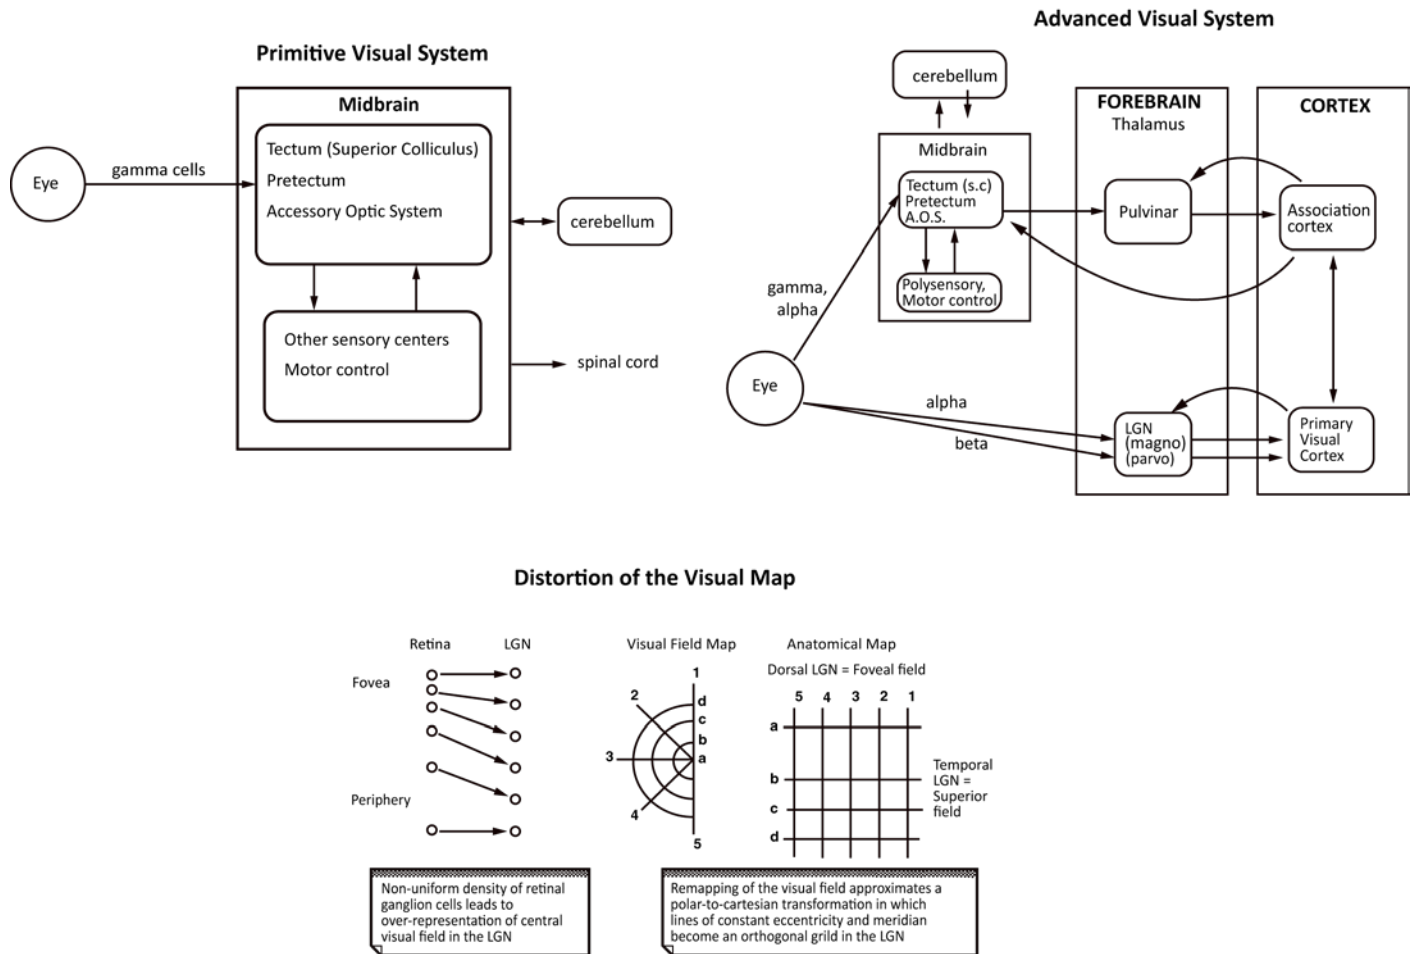 Primitive Visual System
Midbrain
Tectum (Superior Colliculus)
Pretectum
Accessory Optic System
Eye
gamma cells
cerebellum
Other sensory centers
Motor control
spinal cord
Advanced Visual System
cerebellum
Midbrain
Tectum (s.c)
Pretectum
A.O.S.
Polysensory,
Motor control
gamma,
alpha
Eye
alpha
beta
FOREBRAIN
Thalamus
Pulvinar
LGN
(magno)
(parvo)
CORTEX
Association
cortex
Primary
Visual
Cortex
Distortion of the Visual Map
Retina
LGN
Fovea
Periphery
Visual Field Map
1
2
3
4
5
d
c
b
a
Anatomical Map
Dorsal LGN = Foveal field
5 4 3 2 1
a
b
c
d
Temporal
LGN =
Superior
field
Non-uniform density of retinal
ganglion cells leads to
over-representation of central
visual field in the LGN
Remapping of the visual field approximates a
polar-to-cartesian transformation in which
lines of constant eccentricity and meridian
become an orthogonal grild in the LGN